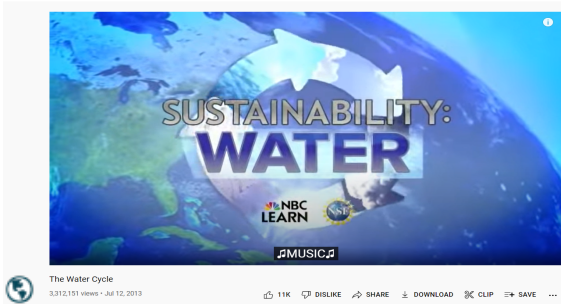 SUSTAINABILITY:
WATER
NBC
LEARN
NSF
♫MUSIC♫
The Water Cycle
3,312,151 views • Jul 12, 2013
11K DISLIKE SHARE DOWNLOAD CLIP SAVE ...